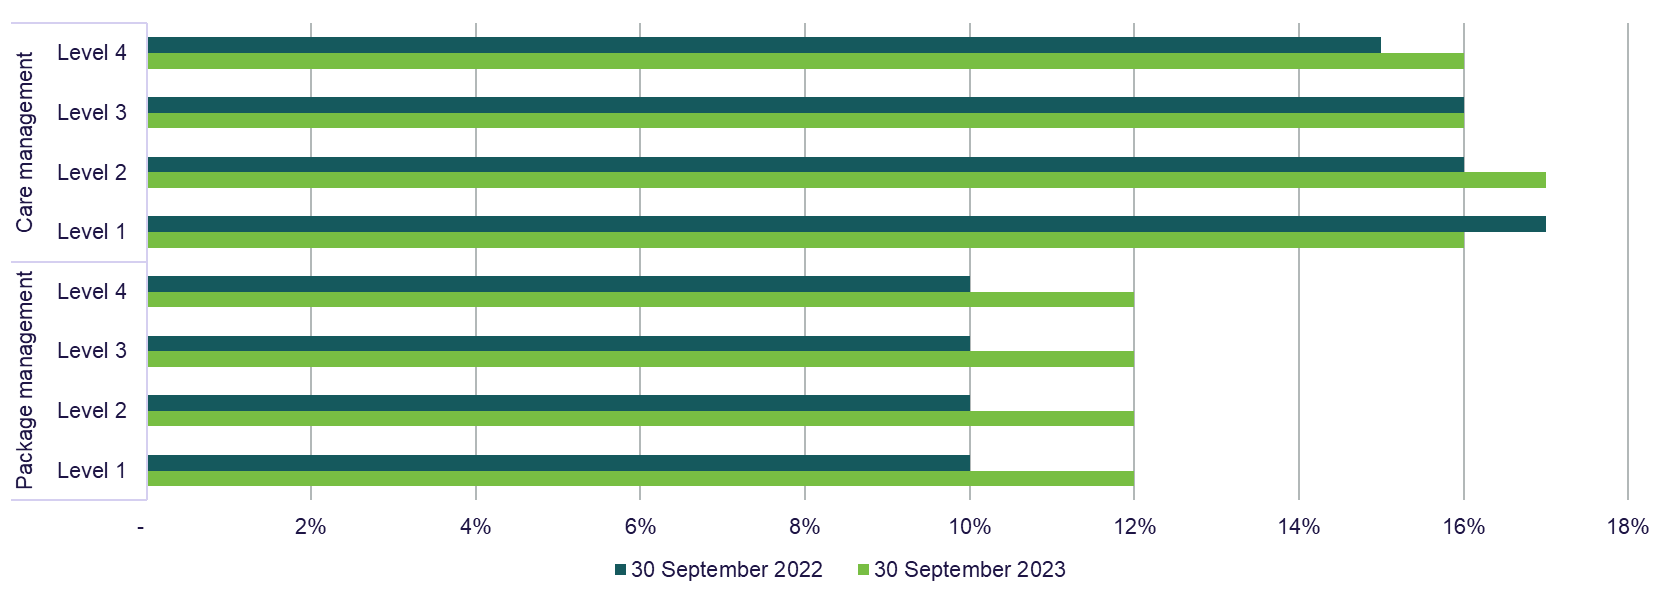 Care management
Level 4
Level 3
Level 2
Level 1
Package management
Level 4
Level 3
Level 2
Level 1
- 2% 4% 6% 8% 10% 12% 14% 16% 18%
30 September 2022 30 September 2023